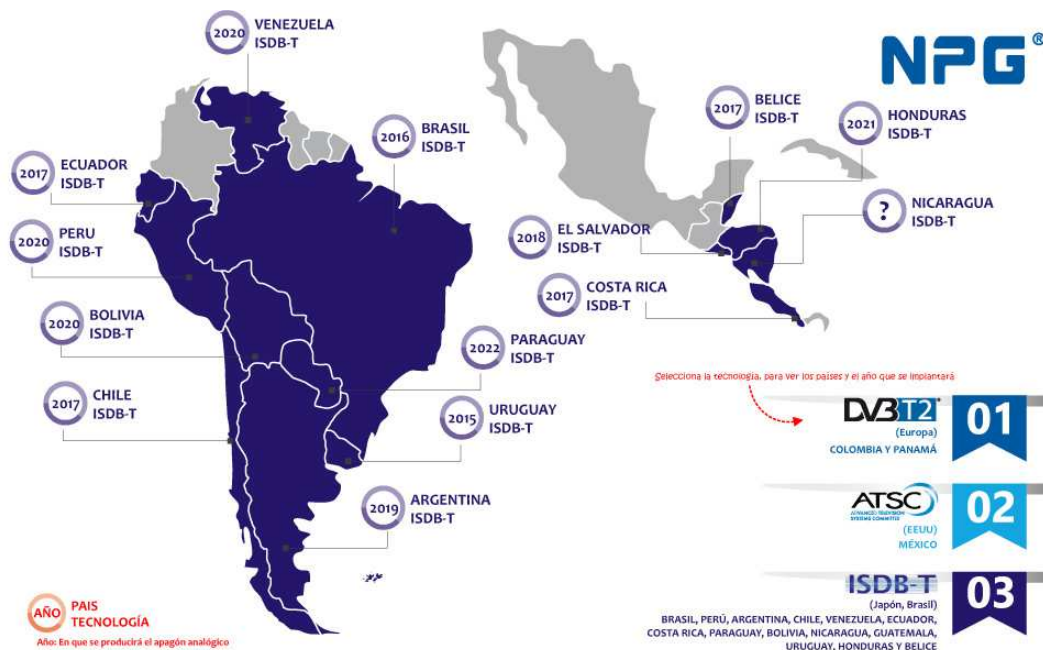 2020 VENEZUELA
ISDB-T
NPG®
2016 BRASIL
ISDB-T
2017 BELICE
ISDB-T
2021 HONDURAS
ISDB-T
2017 ECUADOR
ISDB-T
? NICARAGUA
ISDB-T
2020 PERU
ISDB-T
2018 EL SALVADOR
ISDB-T
2017 COSTA RICA
ISDB-T
2020 BOLIVIA
ISDB-T
2022 PARAGUAY
ISDB-T
2017 CHILE
ISDB-T
2015 URUGUAY
ISDB-T
2019 ARGENTINA
ISDB-T
Selecciona la tecnología, para ver los países y el año que se implantará
DVB T2
(Europa)
COLOMBIA Y PANAMÁ
01
ATSC
ADVANCED TELEVISION
SYSTEMS COMMITTEE
(EEUU)
MÉXICO
02
ISDB-T
(Japón, Brasil)
BRASIL, PERÚ, ARGENTINA, CHILE, VENEZUELA, ECUADOR,
COSTA RICA, PARAGUAY, BOLIVIA, NICARAGUA, GUATEMALA,
URUGUAY, HONDURAS Y BELICE
03
AÑO PAIS
TECNOLOGÍA
Año: En que se producirá el apagón analógico